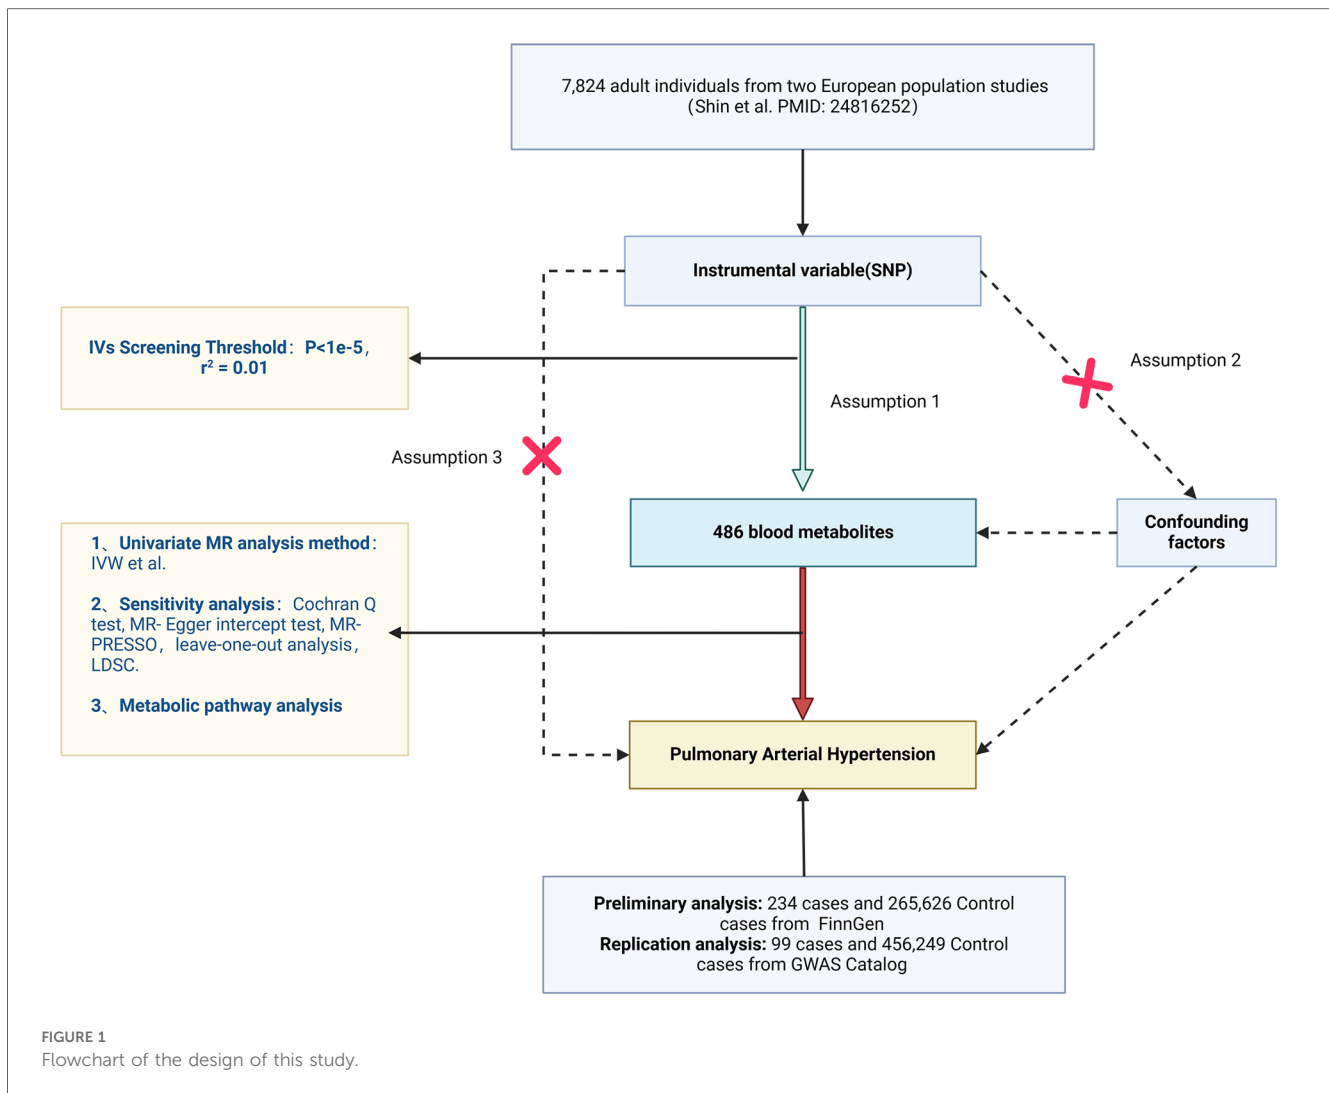 7,824 adult individuals from two European population studies
(Shin et al. PMID: 24816252)
Instrumental variable(SNP)
IVs Screening Threshold：P<1e-5，
r² = 0.01
Assumption 2
Assumption 1
Assumption 3
486 blood metabolites
Confounding
factors
1、Univariate MR analysis method：
IVW et al.
2、Sensitivity analysis：Cochran Q
test, MR- Egger intercept test, MR-
PRESSO，leave-one-out analysis，
LDSC.
3、Metabolic pathway analysis
Pulmonary Arterial Hypertension
Preliminary analysis: 234 cases and 265,626 Control
cases from FinnGen
Replication analysis: 99 cases and 456,249 Control
cases from GWAS Catalog
FIGURE 1
Flowchart of the design of this study.